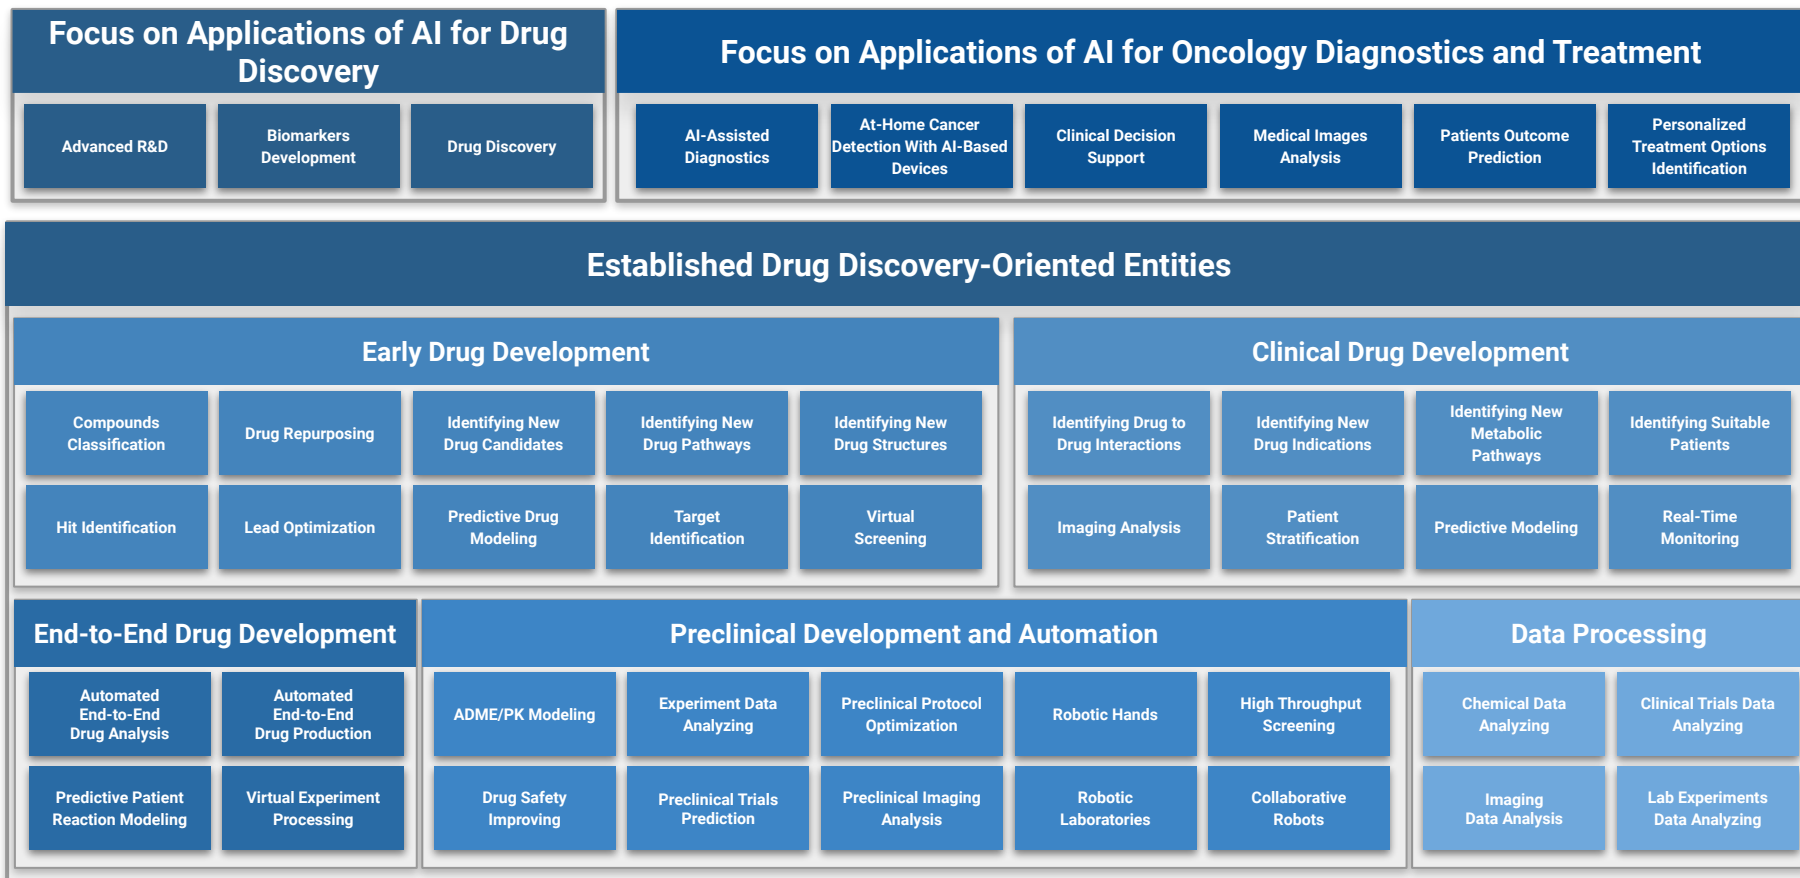 Focus on Applications of AI for Drug
Discovery
Focus on Applications of AI for Oncology Diagnostics and Treatment
Advanced R&D
Biomarkers
Development
Drug Discovery
AI-Assisted
Diagnostics
At-Home Cancer
Detection With AI-Based
Devices
Clinical Decision
Support
Medical Images
Analysis
Patients Outcome
Prediction
Personalized
Treatment Options
Identification
Established Drug Discovery-Oriented Entities
Early Drug Development
Compounds
Classification
Drug Repurposing
Identifying New
Drug Candidates
Identifying New
Drug Pathways
Identifying New
Drug Structures
Hit Identification
Lead Optimization
Predictive Drug
Modeling
Target
Identification
Virtual
Screening
Clinical Drug Development
Identifying Drug to
Drug Interactions
Identifying New
Drug Indications
Identifying New
Metabolic
Pathways
Identifying Suitable
Patients
Imaging Analysis
Patient
Stratification
Predictive Modeling
Real-Time
Monitoring
End-to-End Drug Development
Automated
End-to-End
Drug Analysis
Automated
End-to-End
Drug Production
Predictive Patient
Reaction Modeling
Virtual Experiment
Processing
Preclinical Development and Automation
ADME/PK Modeling
Experiment Data
Analyzing
Preclinical Protocol
Optimization
Robotic Hands
High Throughput
Screening
Drug Safety
Improving
Preclinical Trials
Prediction
Preclinical Imaging
Analysis
Robotic
Laboratories
Collaborative
Robots
Data Processing
Chemical Data
Analyzing
Clinical Trials Data
Analyzing
Imaging
Data Analysis
Lab Experiments
Data Analyzing